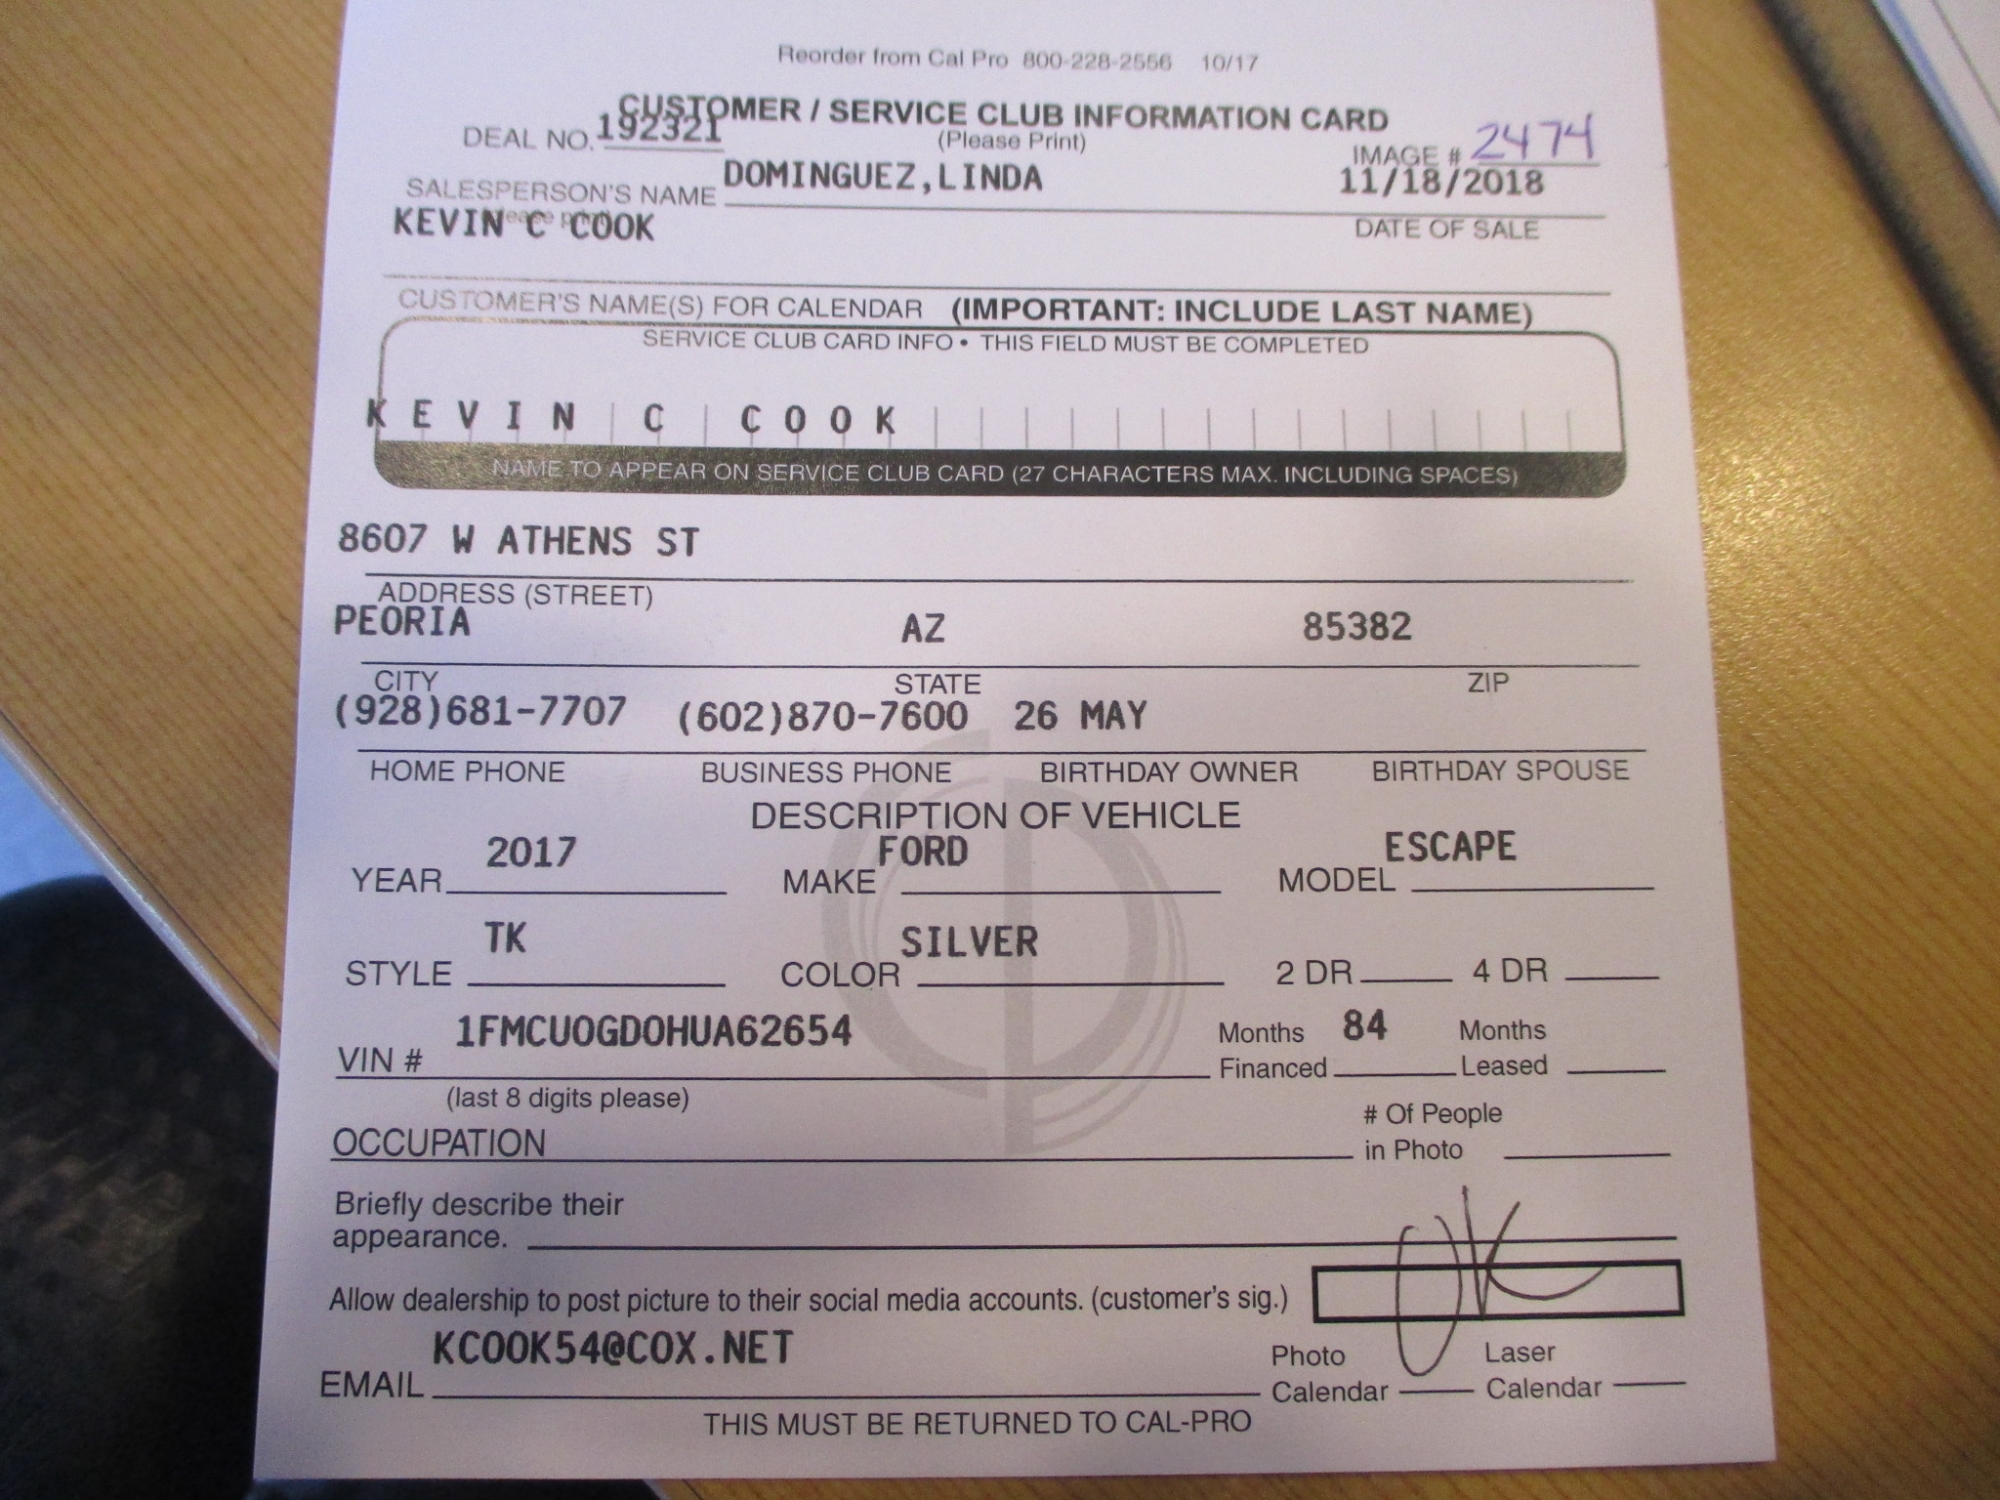 Reorder from Cal Pro 800-228-2556 10/17
CUSTOMER / SERVICE CLUB INFORMATION CARD
DEAL NO. 192321 (Please Print) IMAGE # 2474
SALESPERSON'S NAME DOMINGUEZ,LINDA 11/18/2018
(Please print)
KEVIN C COOK DATE OF SALE
CUSTOMER'S NAME(S) FOR CALENDAR (IMPORTANT: INCLUDE LAST NAME)
SERVICE CLUB CARD INFO • THIS FIELD MUST BE COMPLETED
KEVIN C COOK
NAME TO APPEAR ON SERVICE CLUB CARD (27 CHARACTERS MAX. INCLUDING SPACES)
8607 W ATHENS ST
ADDRESS (STREET)
PEORIA AZ 85382
CITY STATE ZIP
(928)681-7707 (602)870-7600 26 MAY
HOME PHONE BUSINESS PHONE BIRTHDAY OWNER BIRTHDAY SPOUSE
DESCRIPTION OF VEHICLE
YEAR 2017 MAKE FORD MODEL ESCAPE
STYLE TK COLOR SILVER 2 DR 4 DR
VIN # 1FMCU0GD0HUA62654 Months Financed 84 Months Leased
(last 8 digits please)
OCCUPATION # Of People in Photo
Briefly describe their
appearance.
Allow dealership to post picture to their social media accounts. (customer's sig.)
EMAIL KCOOK54@COX.NET Photo Calendar Laser Calendar
THIS MUST BE RETURNED TO CAL-PRO